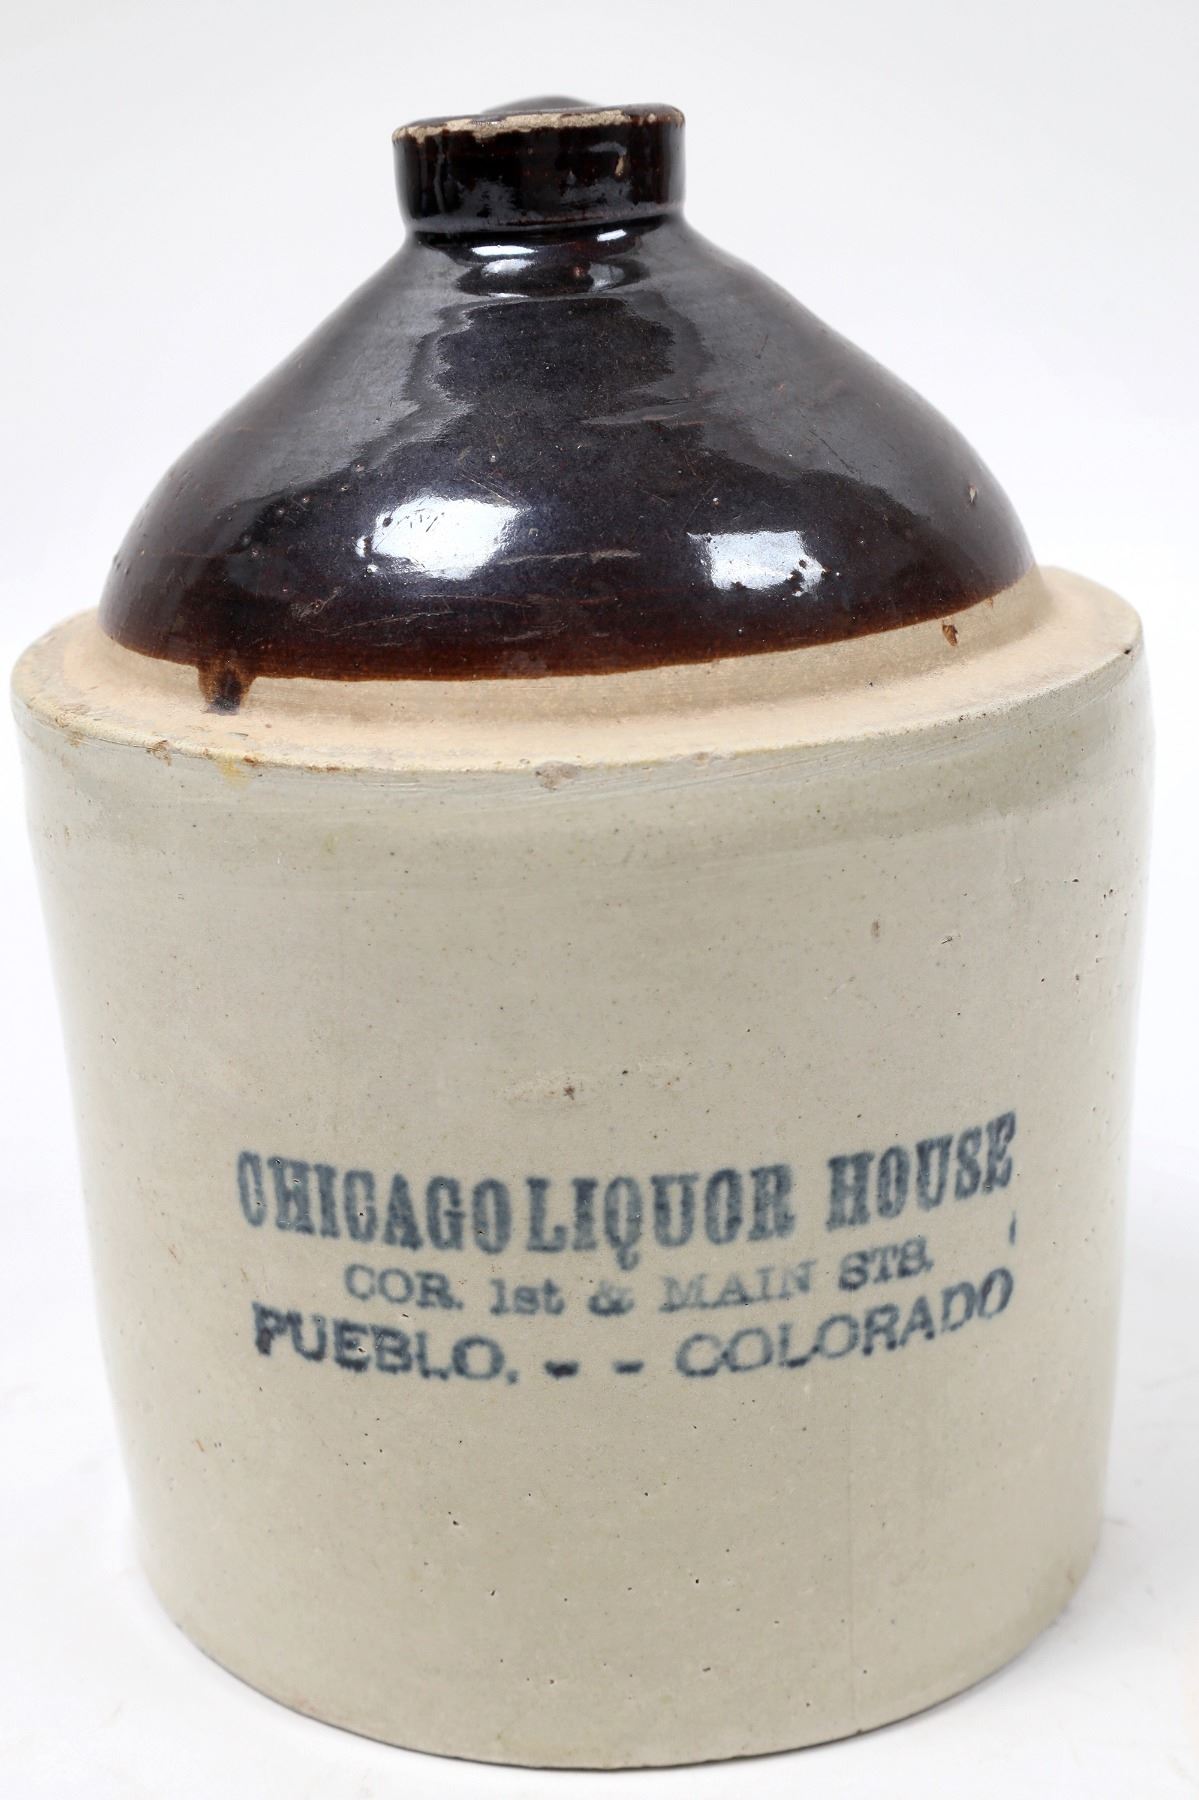 CHICAGO LIQUOR HOUSE
COR. 1st & MAIN STS.
PUEBLO, - - COLORADO